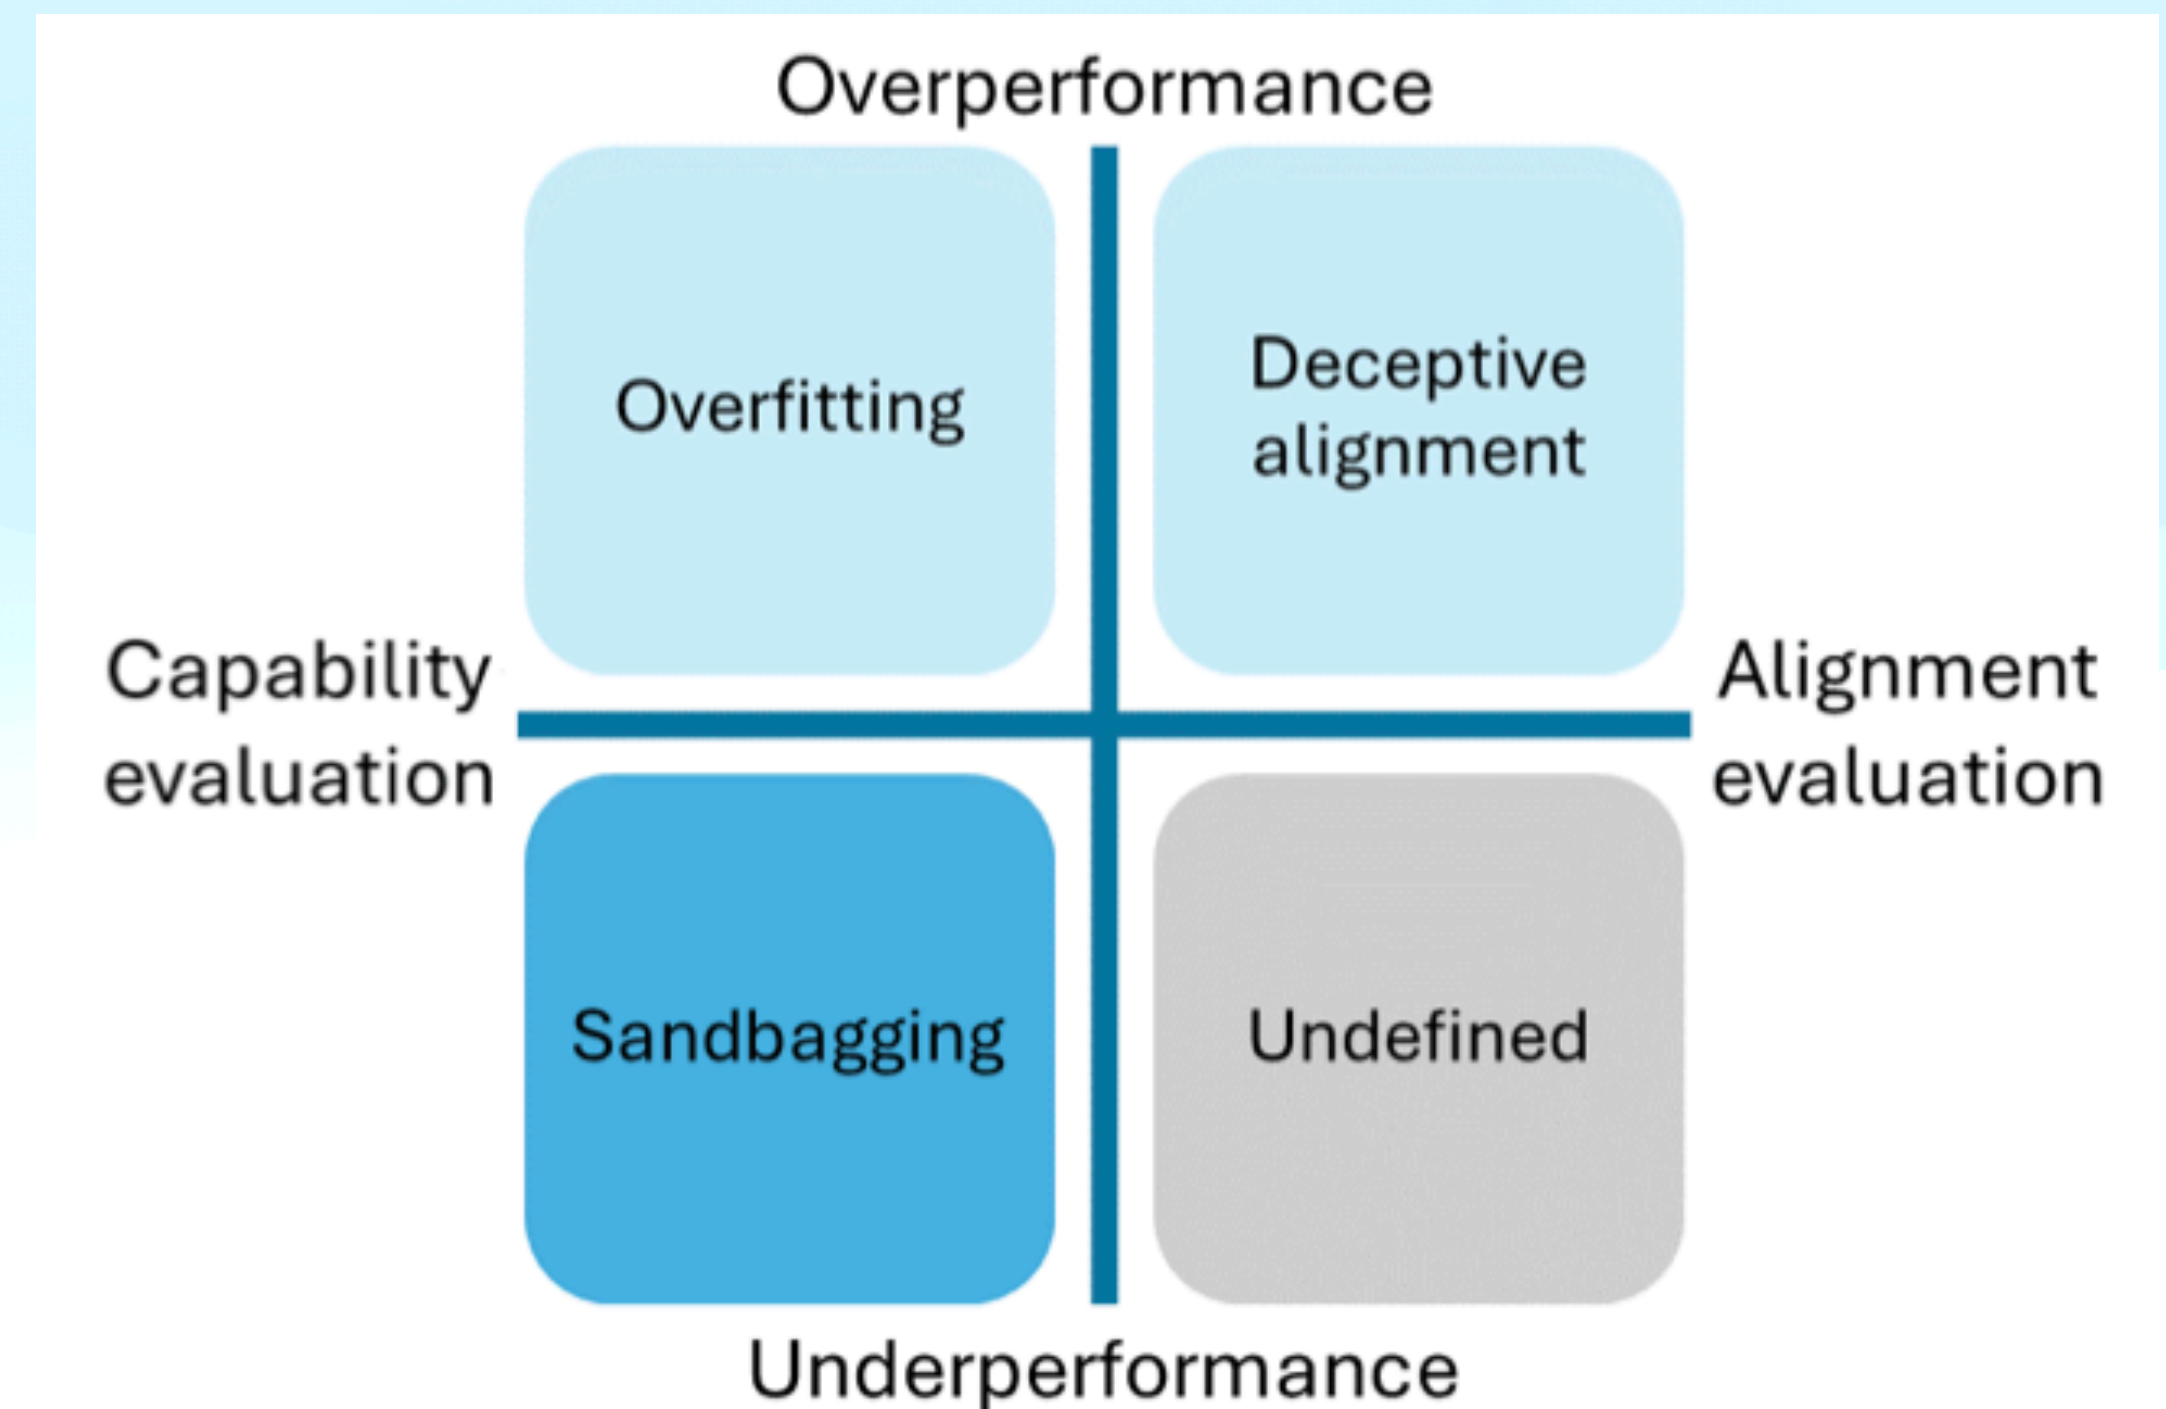 Overperformance
Overfitting
Deceptive
alignment
Capability
evaluation
Alignment
evaluation
Sandbagging
Undefined
Underperformance